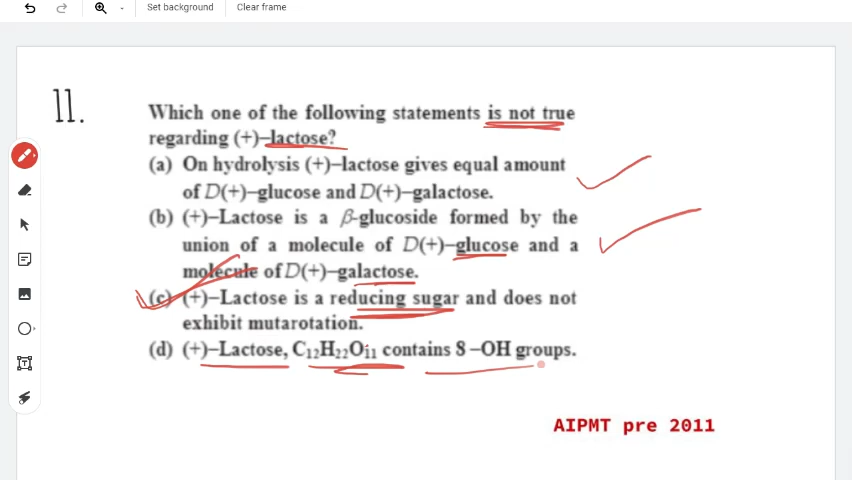 Set background
Clear frame
11.
Which one of the following statements is not true
regarding (+)–lactose?
(a) On hydrolysis (+)–lactose gives equal amount
of D(+)–glucose and D(+)–galactose.
(b) (+)–Lactose is a β-glucoside formed by the
union of a molecule of D(+)–glucose and a
molecule of D(+)–galactose.
(c) (+)–Lactose is a reducing sugar and does not
exhibit mutarotation.
(d) (+)–Lactose, C₁₂H₂₂O₁₁ contains 8 –OH groups.
AIPMT pre 2011